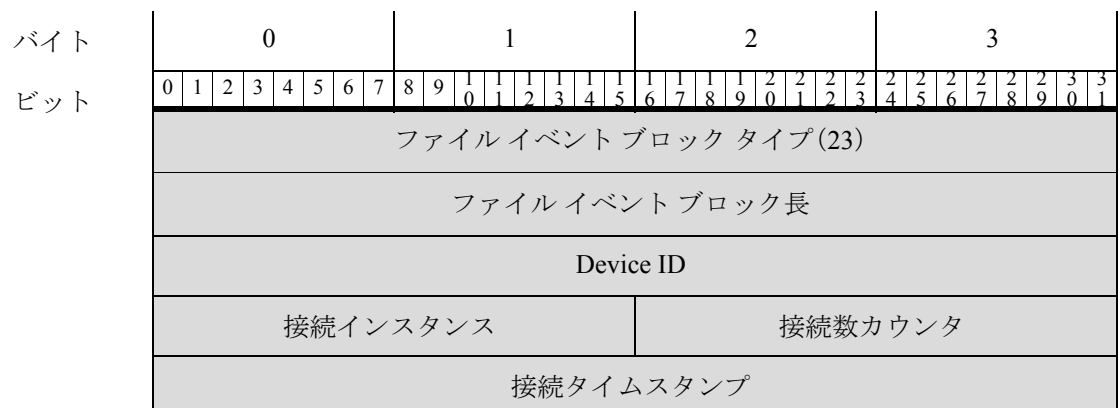 バイト 0 1 2 3
ビット 0 1 2 3 4 5 6 7 8 9 10 11 12 13 14 15 16 17 18 19 20 21 22 23 24 25 26 27 28 29 30 31
ファイル イベント ブロック タイプ(23)
ファイル イベント ブロック長
Device ID
接続インスタンス 接続数カウンタ
接続タイムスタンプ